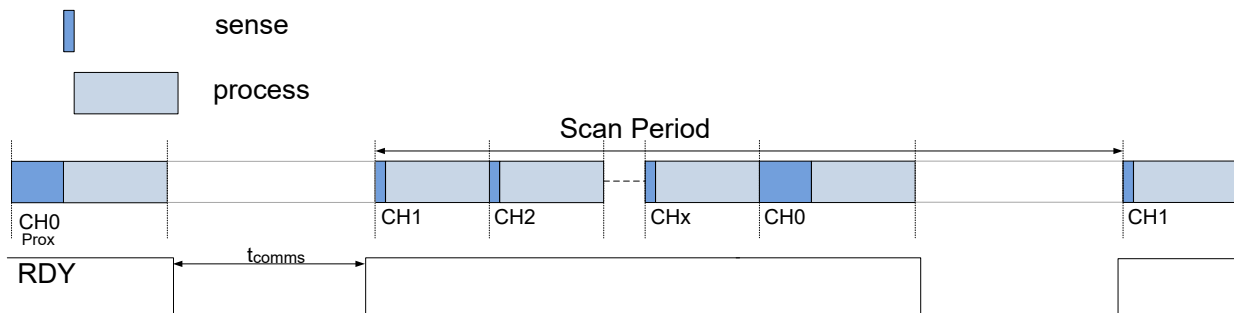 sense
process
Scan Period
CH0
Prox
CH1
CH2
CHx
CH0
CH1
tcomms
RDY